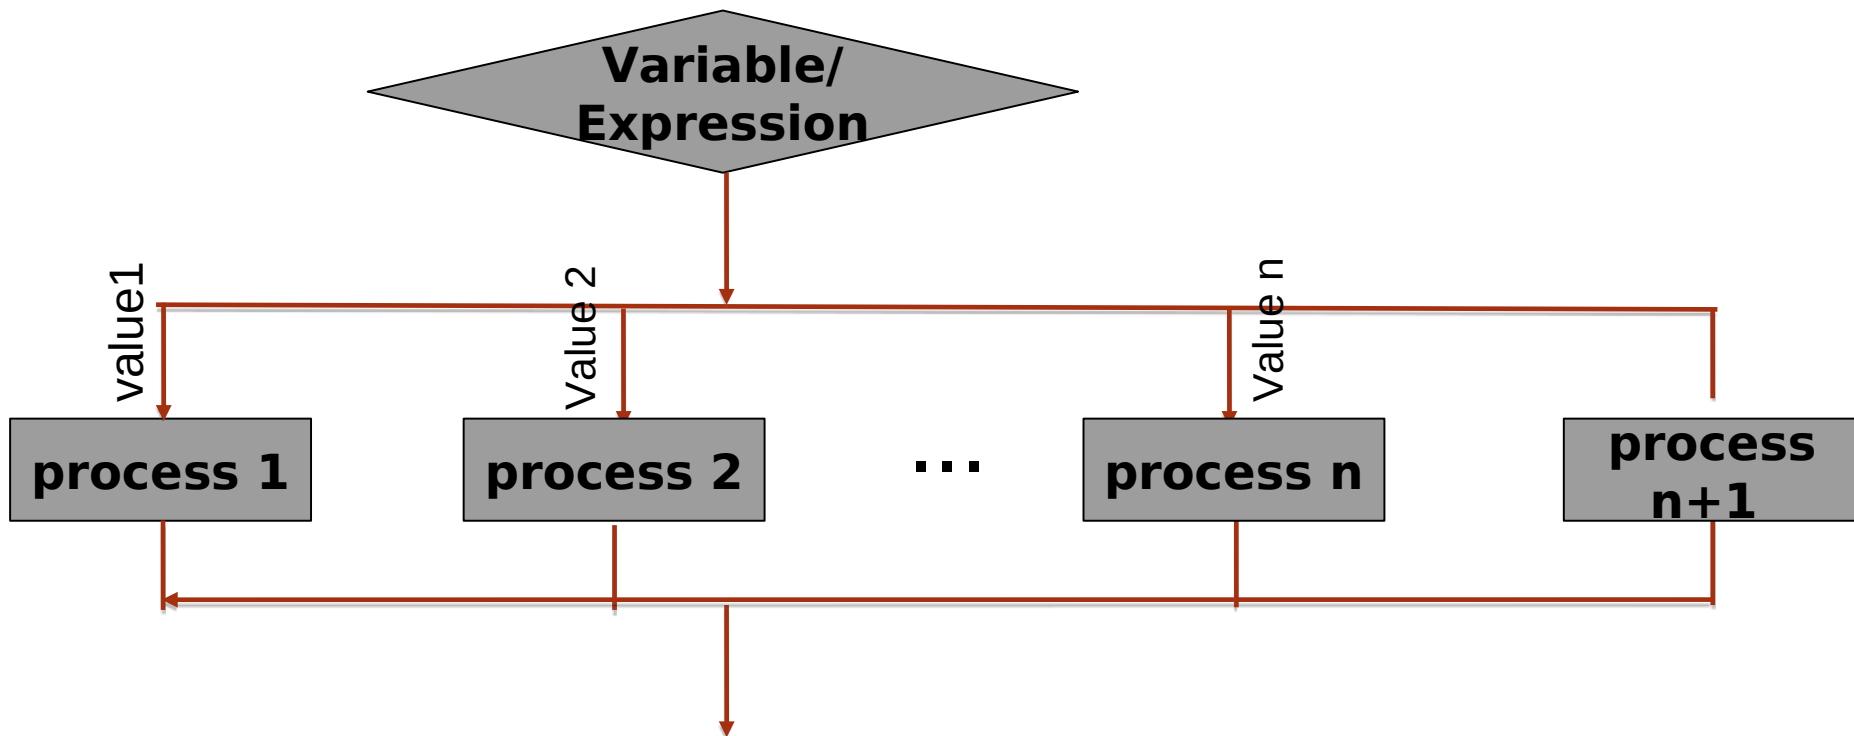 Variable/
Expression
value1
Value 2
Value n
process 1
process 2
...
process n
process
n+1